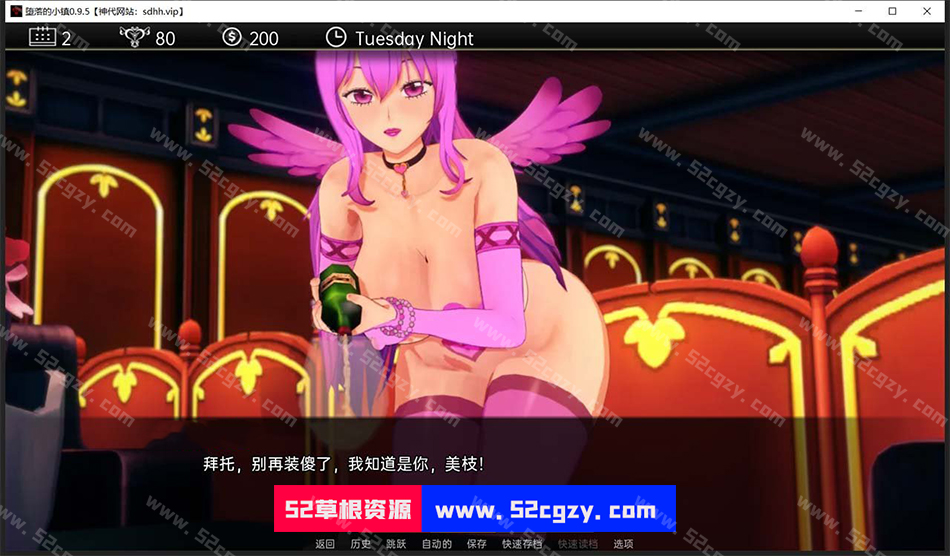 堕落的小镇0.9.5【神代网站：sdhh.vip】
2 80 200 Tuesday Night
拜托，别再装傻了，我知道是你，美枝！
52草根资源 www.52cgzy.com
返回 历史 跳跃 自动的 保存 快速存档 快速读档 选项
www.52cgzy.com